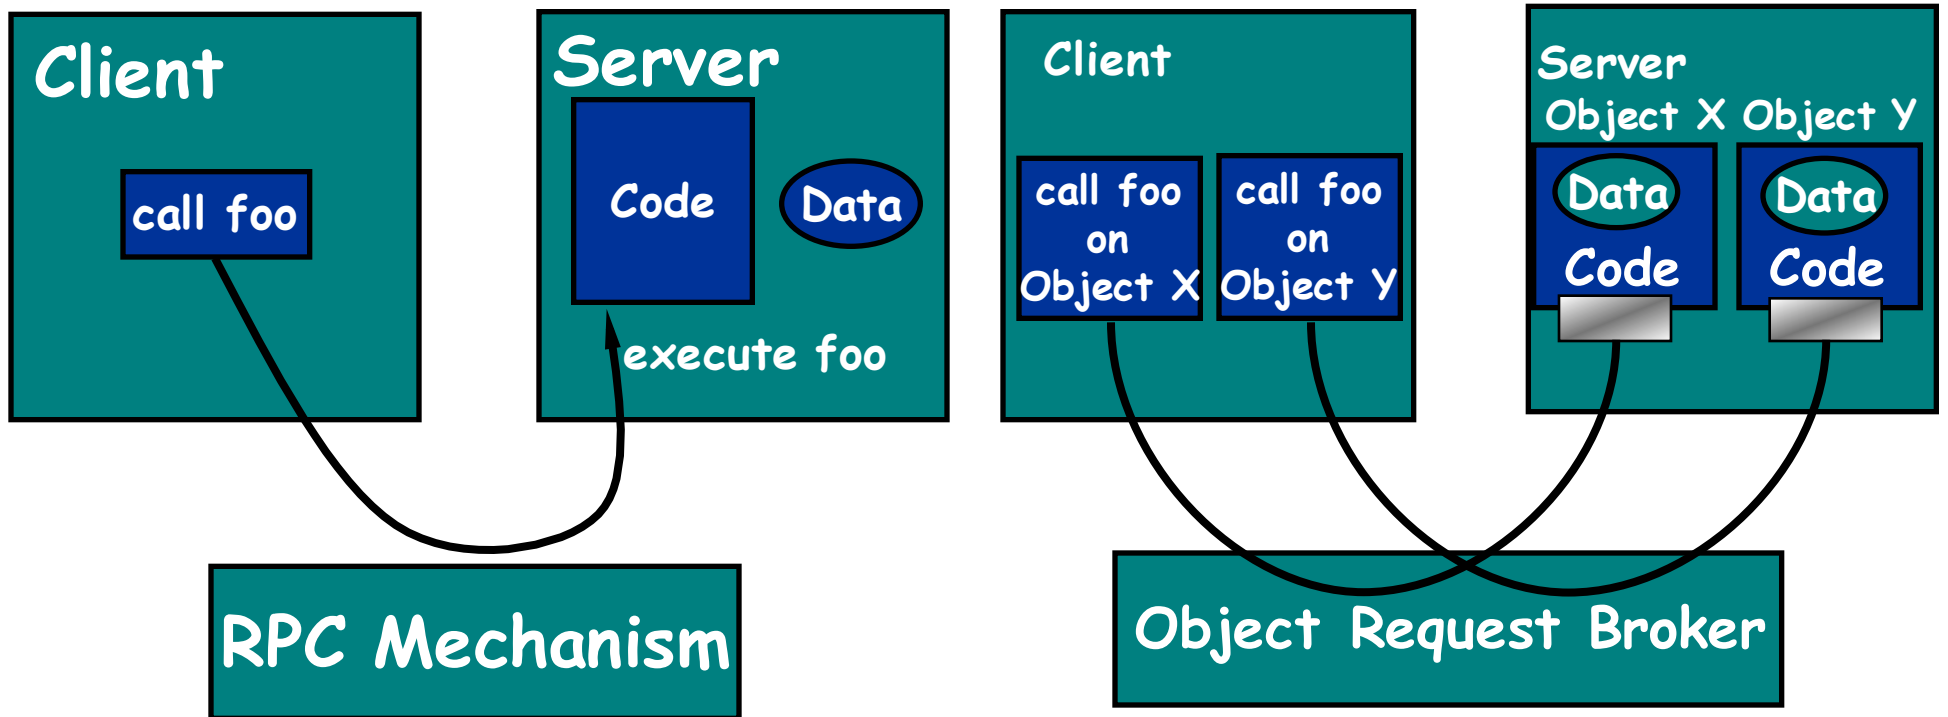 Client
call foo
Server
Code
Data
execute foo
RPC Mechanism
Client
call foo
on
Object X
call foo
on
Object Y
Server
Object X Object Y
Data
Code
Data
Code
Object Request Broker